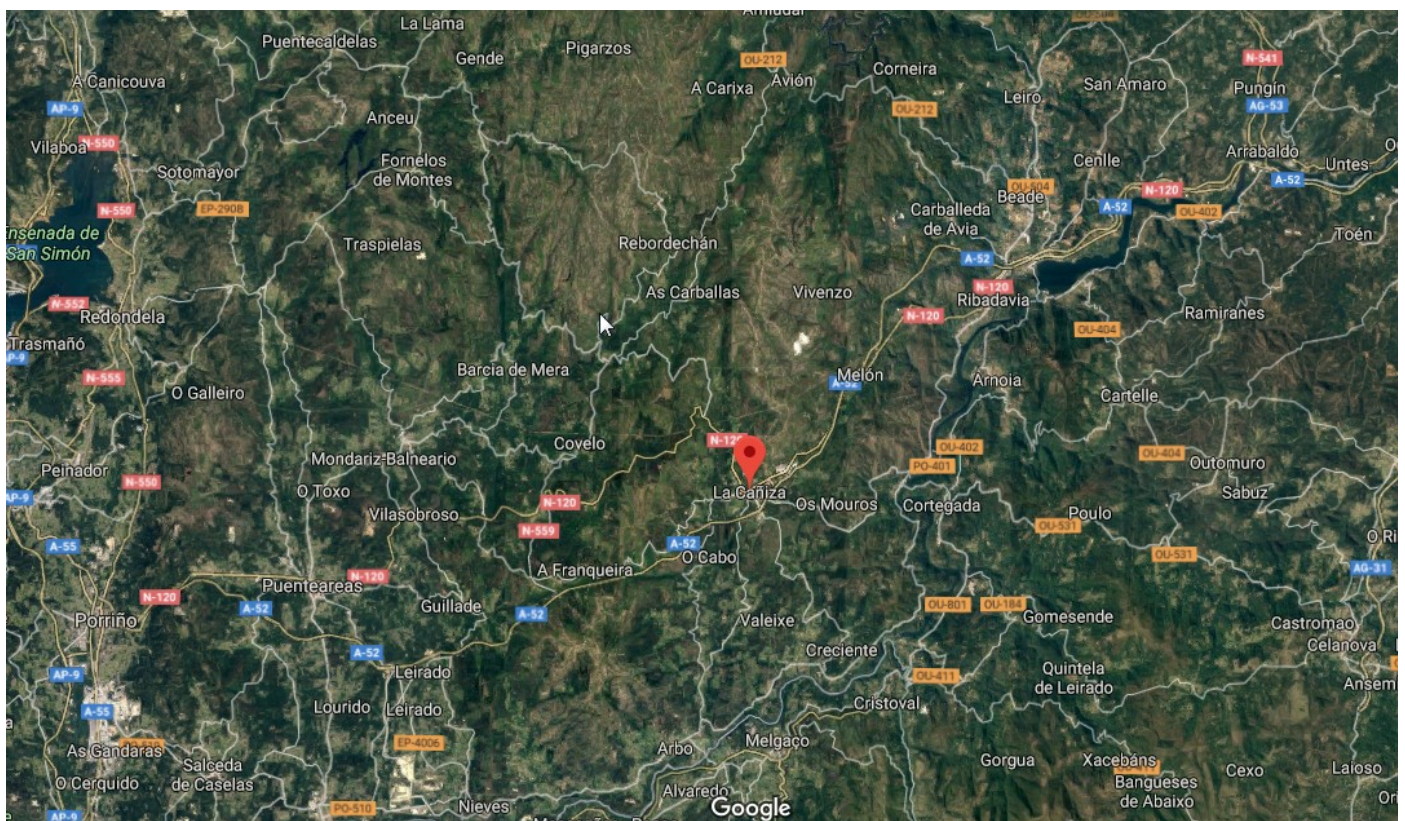 Puentecaldelas
La Lama
Gende
Pigarzos
OU-212
Avión
A Carixa
Corneira
OU-212
Leiro
San Amaro
N-541
Pungín
AG-53
A Canicouva
AP-9
Vilaboa
N-550
Anceu
Fornelos
de Montes
Sotomayor
EP-2908
N-550
Ensenada de
San Simón
Traspielas
Rebordechán
Cenlle
OU-504
Beade
Carballeda
de Avia
A-52
N-120
OU-402
Arrabaldo
A-52
Untes
Toén
A-52
N-120
Ribadavia
N-120
As Carballas
Vivenzo
Ramiranes
OU-404
N-552
Redondela
Trasmañó
N-555
O Galleiro
Barcia de Mera
Melón
A-52
Arnoia
Cartelle
Peinador
N-550
AP-9
Mondariz-Balneario
Covelo
O Toxo
Vilasobroso
N-120
N-559
La Cañiza
Os Mouros
OU-402
PO-401
Cortegada
OU-404
Outomuro
Sabuz
Poulo
OU-531
OU-531
A-55
A-52
O Cabo
A Franqueira
AG-31
N-120
Puenteareas
N-120
A-52
Guillade
A-52
Porriño
Valeixe
OU-801
OU-184
Gomesende
Castromao
Celanova
A-52
Leirado
Creciente
OU-411
Quintela
de Leirado
AP-9
A-55
Lourido
Leirado
Cristoval
As Gandaras
EP-4006
Arbo
Melgaço
Salceda
de Caselas
O Cerquido
Gorgua
Xacebáns
Bangueses
de Abaixo
Cexo
Laioso
PO-510
Nieves
Alvaredo
Google